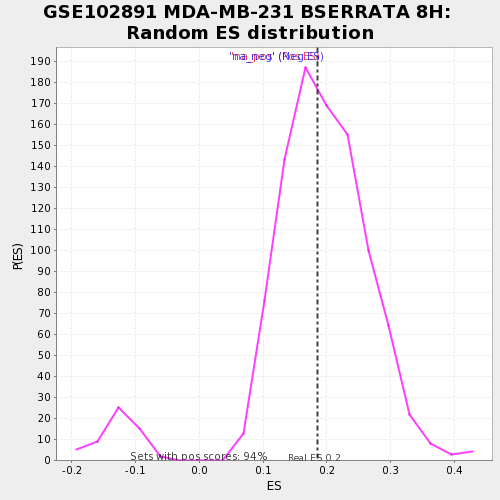 GSE102891 MDA-MB-231 BSERRATA 8H:
Random ES distribution
P(ES)
190
180
170
160
150
140
130
120
110
100
90
80
70
60
50
40
30
20
10
0
Sets with pos scores: 94%
Real ES 0.2
-0.2 -0.1 0.0 0.1 0.2 0.3 0.4
ES